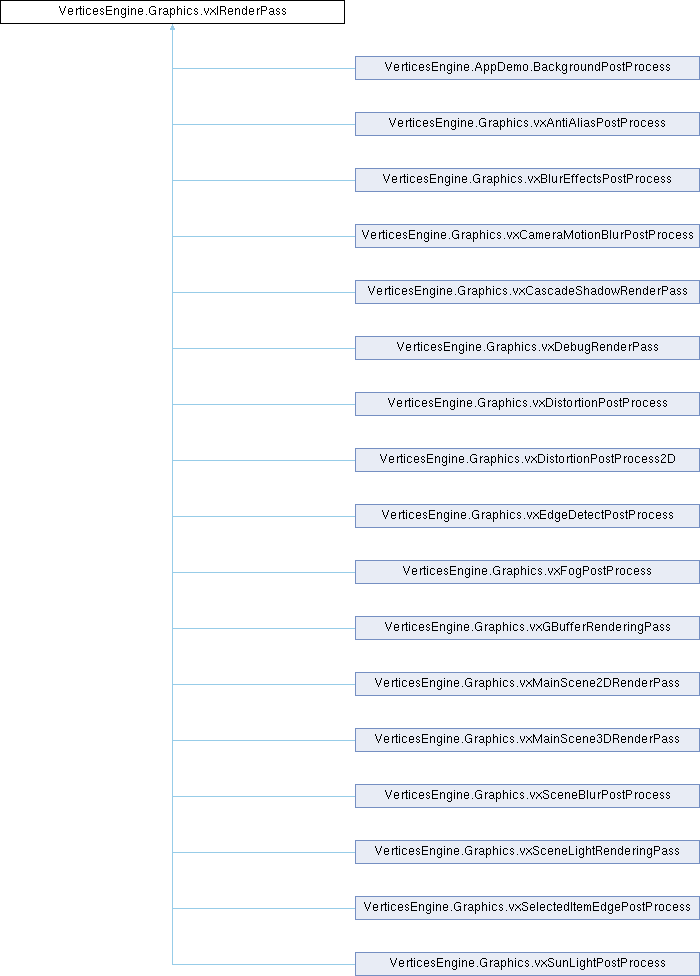 VerticesEngine.Graphics.vxIRenderPass
VerticesEngine.AppDemo.BackgroundPostProcess
VerticesEngine.Graphics.vxAntiAliasPostProcess
VerticesEngine.Graphics.vxBlurEffectsPostProcess
VerticesEngine.Graphics.vxCameraMotionBlurPostProcess
VerticesEngine.Graphics.vxCascadeShadowRenderPass
VerticesEngine.Graphics.vxDebugRenderPass
VerticesEngine.Graphics.vxDistortionPostProcess
VerticesEngine.Graphics.vxDistortionPostProcess2D
VerticesEngine.Graphics.vxEdgeDetectPostProcess
VerticesEngine.Graphics.vxFogPostProcess
VerticesEngine.Graphics.vxGBufferRenderingPass
VerticesEngine.Graphics.vxMainScene2DRenderPass
VerticesEngine.Graphics.vxMainScene3DRenderPass
VerticesEngine.Graphics.vxSceneBlurPostProcess
VerticesEngine.Graphics.vxSceneLightRenderingPass
VerticesEngine.Graphics.vxSelectedItemEdgePostProcess
VerticesEngine.Graphics.vxSunLightPostProcess